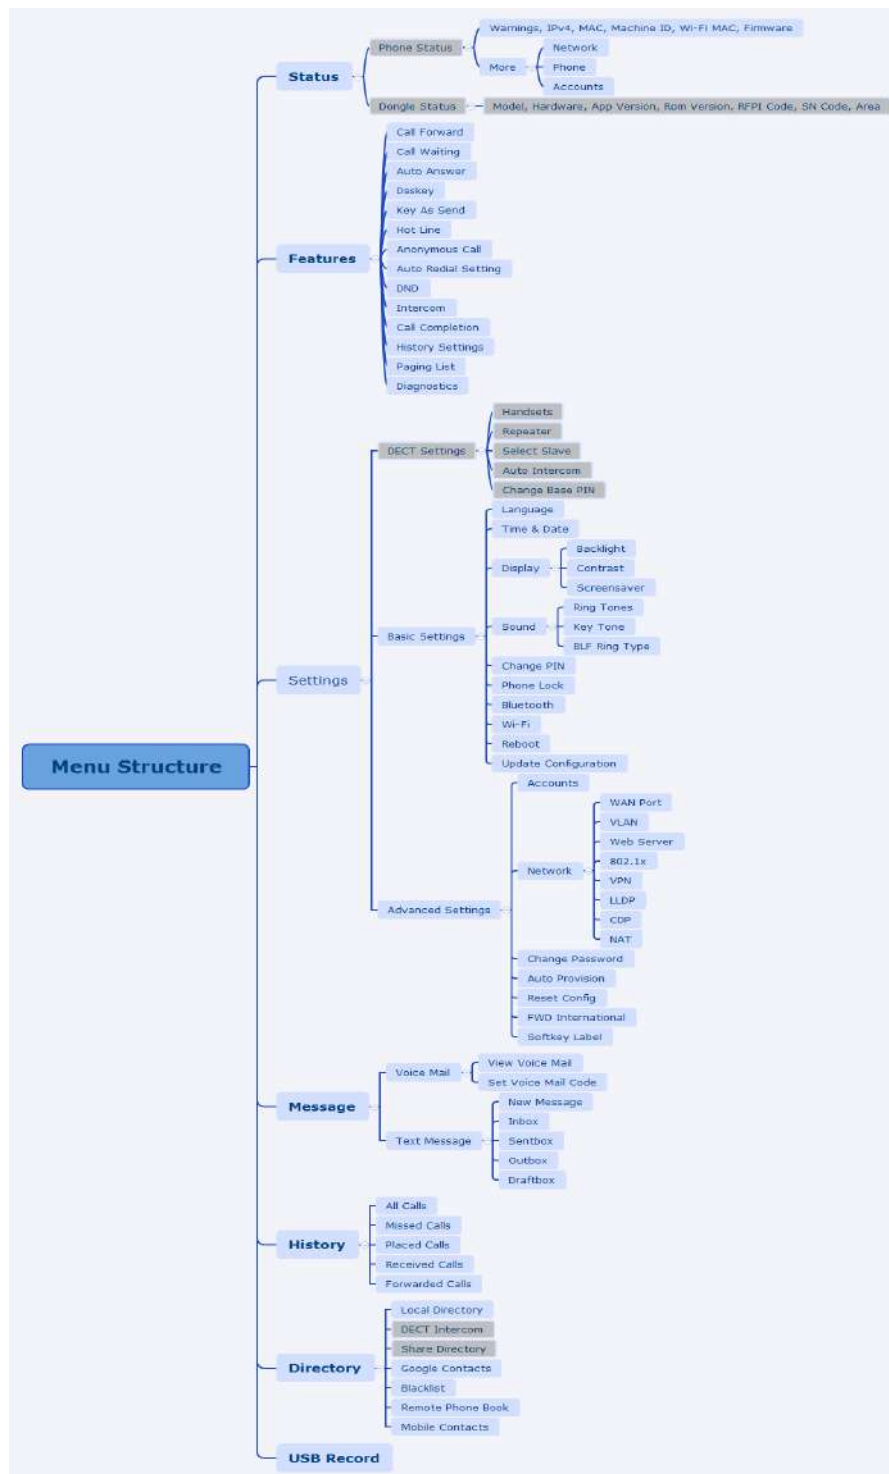 Menu Structure
Status
Phone Status
Warnings, IPv4, MAC, Machine ID, Wi-Fi MAC, Firmware
More
Network
Phone
Accounts
Dongle Status
Model, Hardware, App Version, Rom Version, RFPI Code, SN Code, Area
Features
Call Forward
Call Waiting
Auto Answer
Dsskey
Key As Send
Hot Line
Anonymous Call
Auto Redial Setting
DND
Intercom
Call Completion
History Settings
Paging List
Diagnostics
Settings
DECT Settings
Handsets
Repeater
Select Slave
Auto Intercom
Change Base PIN
Basic Settings
Language
Time & Date
Display
Backlight
Contrast
Screensaver
Sound
Ring Tones
Key Tone
BLF Ring Type
Change PIN
Phone Lock
Bluetooth
Wi-Fi
Reboot
Update Configuration
Advanced Settings
Accounts
Network
WAN Port
VLAN
Web Server
802.1x
VPN
LLDP
CDP
NAT
Change Password
Auto Provision
Reset Config
FWD International
Softkey Label
Message
Voice Mail
View Voice Mail
Set Voice Mail Code
Text Message
New Message
Inbox
Sentbox
Outbox
Draftbox
History
All Calls
Missed Calls
Placed Calls
Received Calls
Forwarded Calls
Directory
Local Directory
DECT Intercom
Share Directory
Google Contacts
Blacklist
Remote Phone Book
Mobile Contacts
USB Record